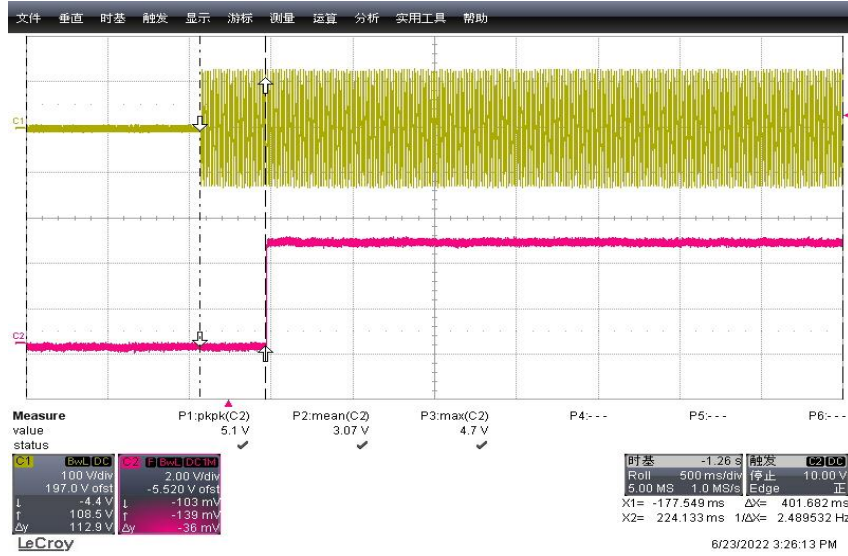 文件 垂直 时基 触发 显示 游标 测量 运算 分析 实用工具 帮助
C1
C2
Measure P1:pkpk(C2) P2:mean(C2) P3:max(C2) P4:- - - P5:- - - P6:- - -
value 5.1 V 3.07 V 4.7 V
status
C1 BwL DC
100 V/div
197.0 V ofst
↓ -4.4 V
↑ 108.5 V
Δy 112.9 V
C2 F BwL DC1M
2.00 V/div
-5.520 V ofst
↓ -103 mV
↑ -139 mV
Δy -36 mV
时基 -1.26 s
Roll 500 ms/div
5.00 MS 1.0 MS/s
触发 C2 DC
停止 10.00 V
Edge 正
X1= -177.549 ms ΔX= 401.682 ms
X2= 224.133 ms 1/ΔX= 2.489532 Hz
LeCroy
6/23/2022 3:26:13 PM